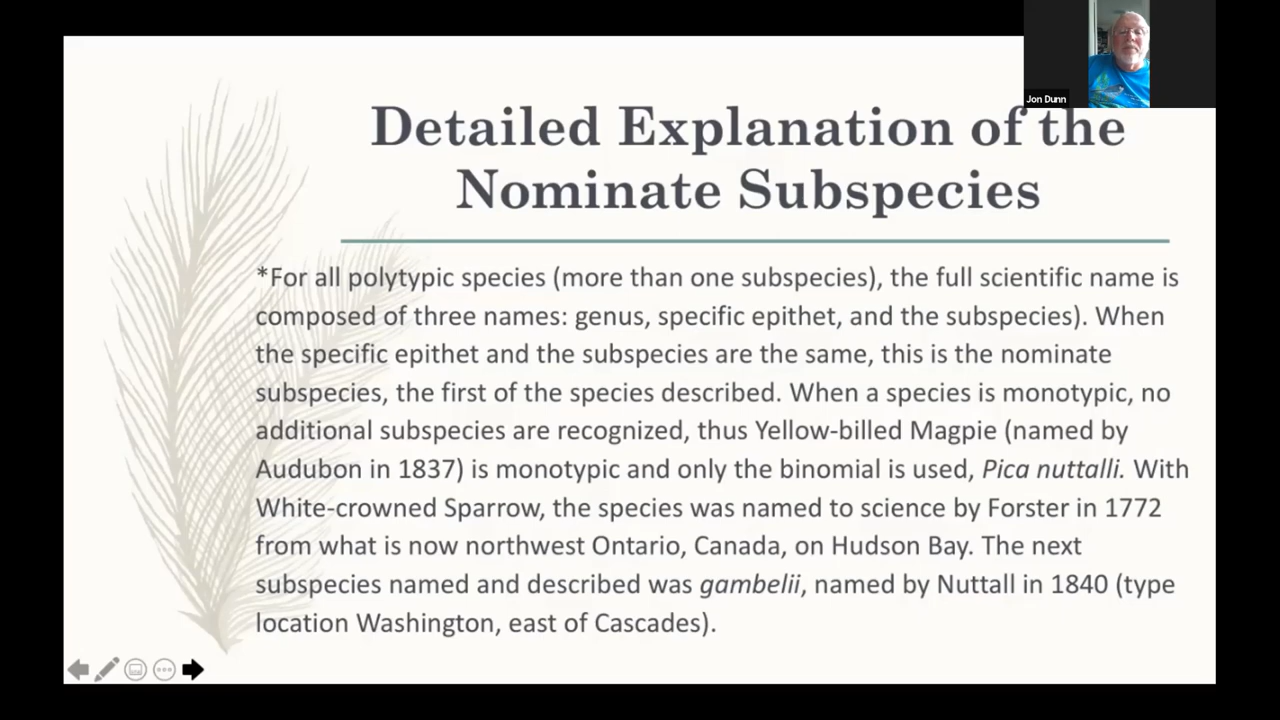 Jon Dunn
Detailed Explanation of the
Nominate Subspecies
*For all polytypic species (more than one subspecies), the full scientific name is
composed of three names: genus, specific epithet, and the subspecies). When
the specific epithet and the subspecies are the same, this is the nominate
subspecies, the first of the species described. When a species is monotypic, no
additional subspecies are recognized, thus Yellow-billed Magpie (named by
Audubon in 1837) is monotypic and only the binomial is used, Pica nuttalli. With
White-crowned Sparrow, the species was named to science by Forster in 1772
from what is now northwest Ontario, Canada, on Hudson Bay. The next
subspecies named and described was gambelii, named by Nuttall in 1840 (type
location Washington, east of Cascades).